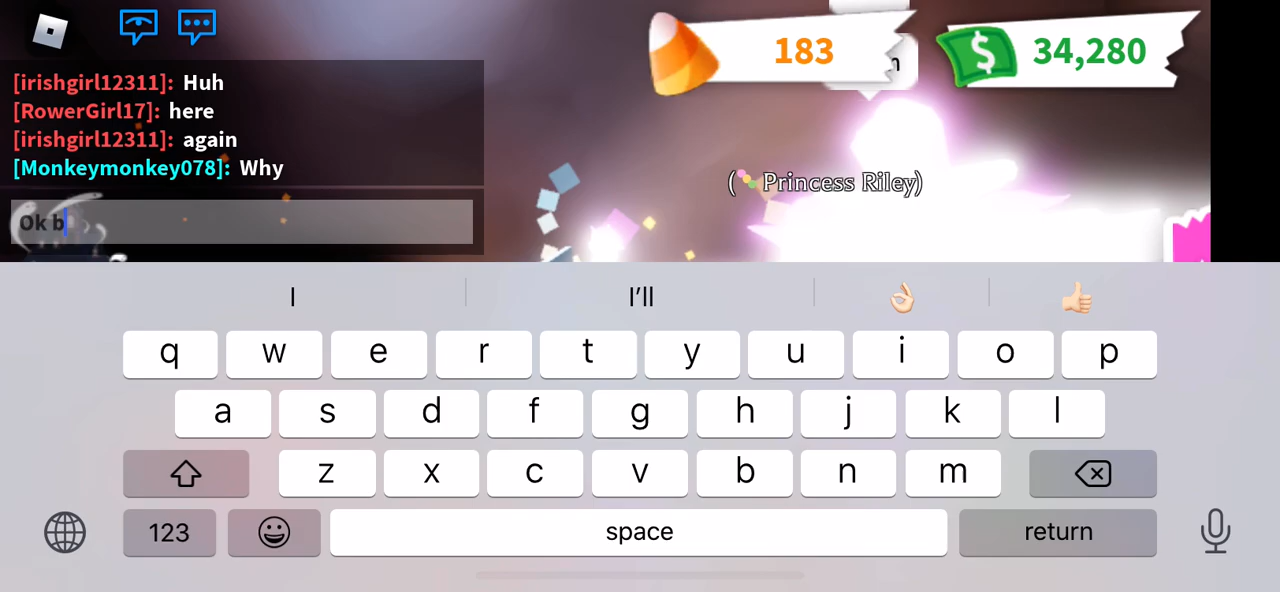 183
34,280
[irishgirl12311]: Huh
[RowerGirl17]: here
[irishgirl12311]: again
[Monkeymonkey078]: Why
n
(Princess Riley)
Ok b
I I'll 👌🏻 👍🏻
q w e r t y u i o p
a s d f g h j k l
z x c v b n m
123 space return